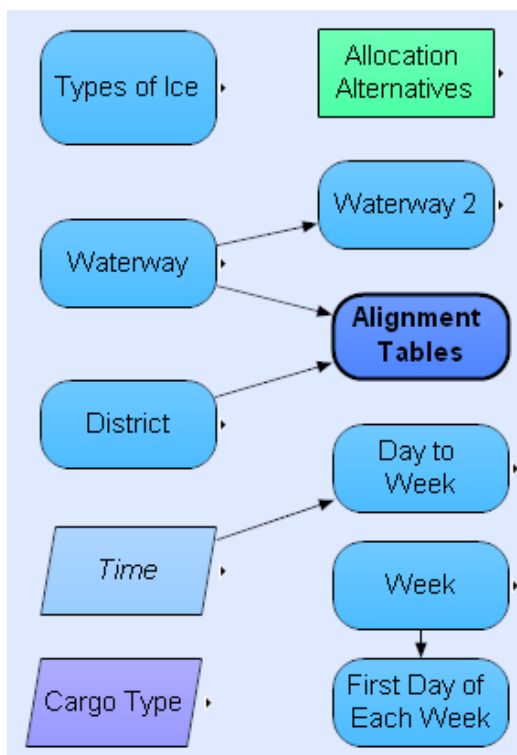 Types of Ice
Allocation
Alternatives
Waterway
Waterway 2
Alignment
Tables
District
Day to
Week
Time
Week
Cargo Type
First Day of
Each Week